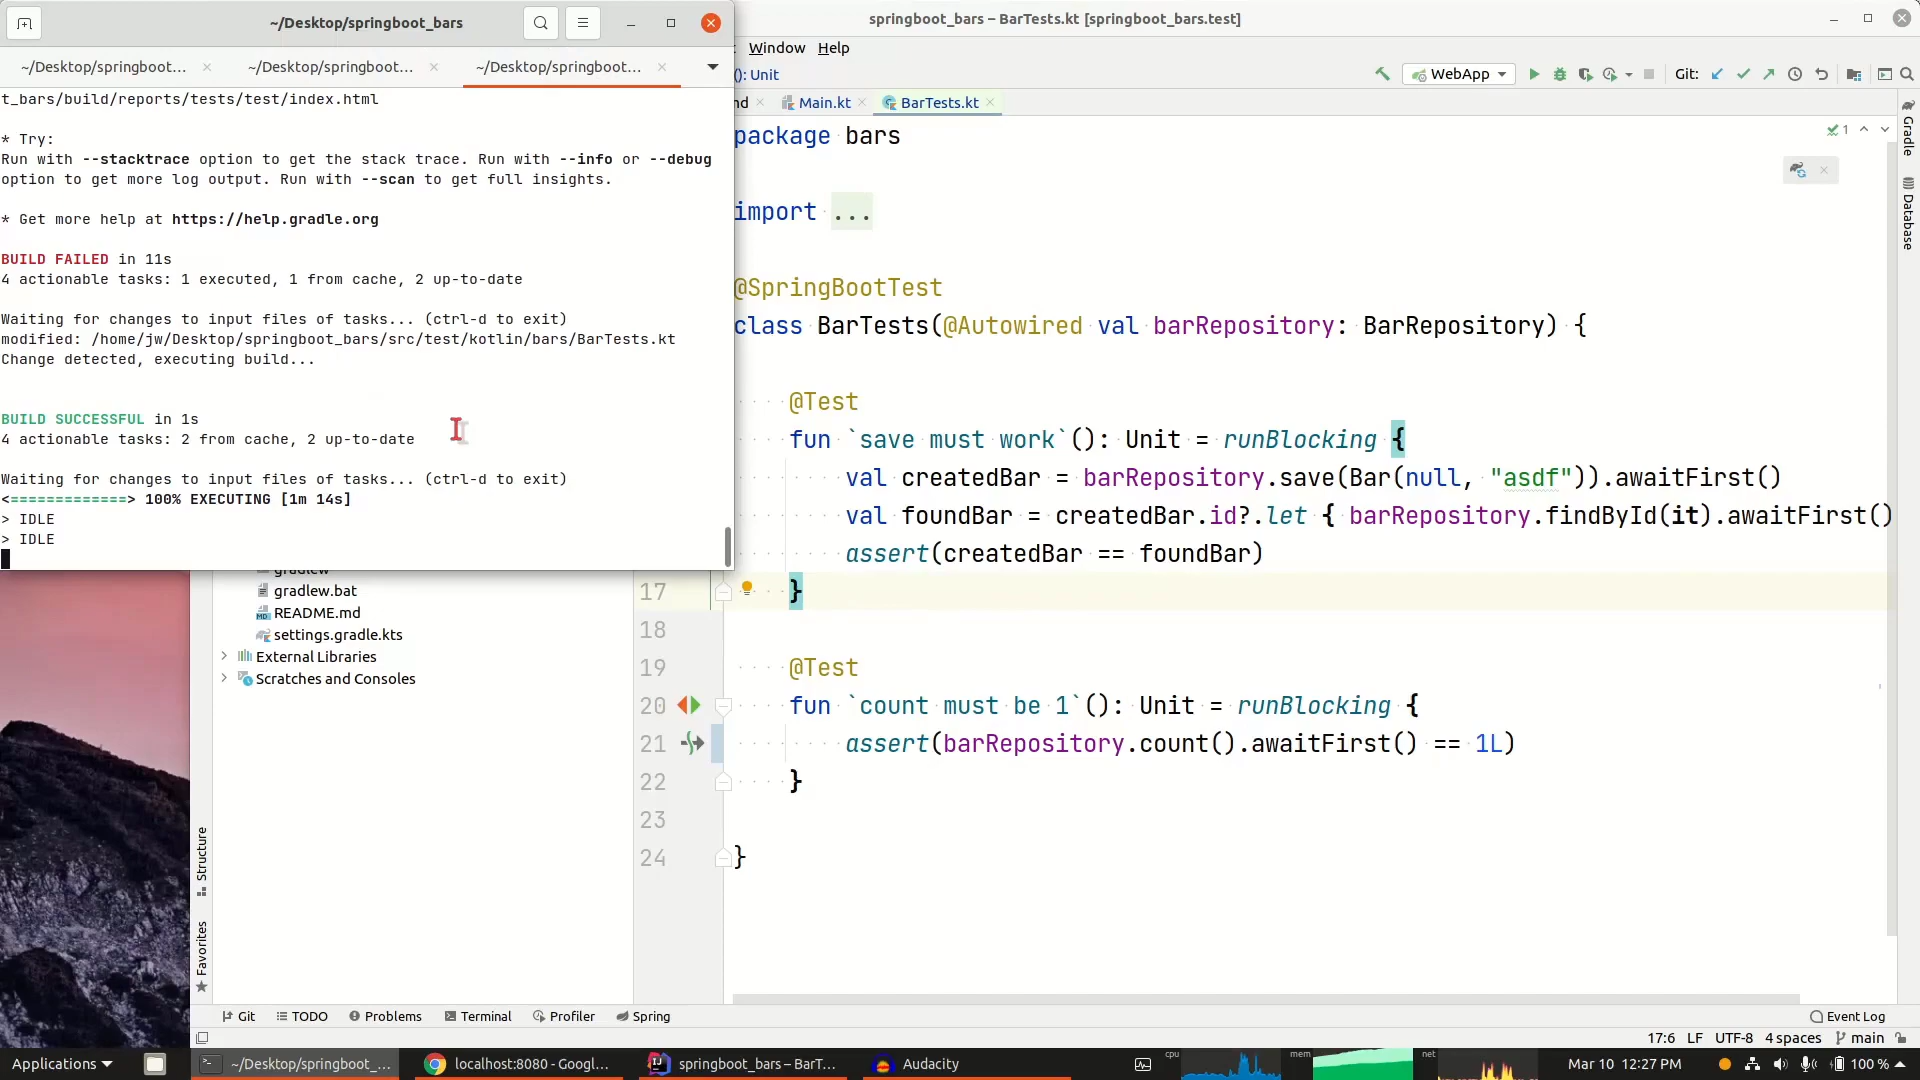 ~/Desktop/springboot_bars
~/Desktop/springboot...
~/Desktop/springboot...
~/Desktop/springboot...
t_bars/build/reports/tests/test/index.html
* Try:
Run with --stacktrace option to get the stack trace. Run with --info or --debug
option to get more log output. Run with --scan to get full insights.
* Get more help at https://help.gradle.org
BUILD FAILED in 11s
4 actionable tasks: 1 executed, 1 from cache, 2 up-to-date
Waiting for changes to input files of tasks... (ctrl-d to exit)
modified: /home/jw/Desktop/springboot_bars/src/test/kotlin/bars/BarTests.kt
Change detected, executing build...
BUILD SUCCESSFUL in 1s
4 actionable tasks: 2 from cache, 2 up-to-date
Waiting for changes to input files of tasks... (ctrl-d to exit)
<=============> 100% EXECUTING [1m 14s]
> IDLE
> IDLE
springboot_bars – BarTests.kt [springboot_bars.test]
Window Help
(): Unit
WebApp
Git:
nd
Main.kt
BarTests.kt
1
Gradle
Database
package bars
import ...
@SpringBootTest
class BarTests(@Autowired val barRepository: BarRepository) {
@Test
fun `save must work`(): Unit = runBlocking {
val createdBar = barRepository.save(Bar(null, "asdf")).awaitFirst()
val foundBar = createdBar.id?.let { barRepository.findById(it).awaitFirst()
assert(createdBar == foundBar)
17 }
18
19 @Test
20 fun `count must be 1`(): Unit = runBlocking {
21 assert(barRepository.count().awaitFirst() == 1L)
22 }
23
24 }
gradlew
gradlew.bat
README.md
settings.gradle.kts
External Libraries
Scratches and Consoles
Structure
Favorites
Git TODO Problems Terminal Profiler Spring
Event Log
17:6 LF UTF-8 4 spaces main
Applications
~/Desktop/springboot_...
localhost:8080 - Googl...
springboot_bars – BarT...
Audacity
cpu
mem
net
Mar 10 12:27 PM
100 %